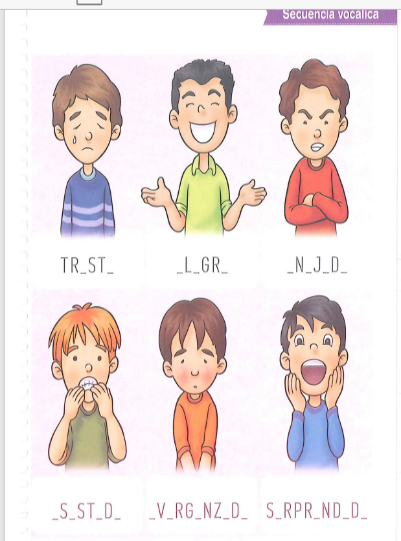 Secuencia vocálica
TR_ST_ _L_GR_ _N_J_D_
_S_ST_D_ _V_RG_NZ_D_ S_RPR_ND_D_